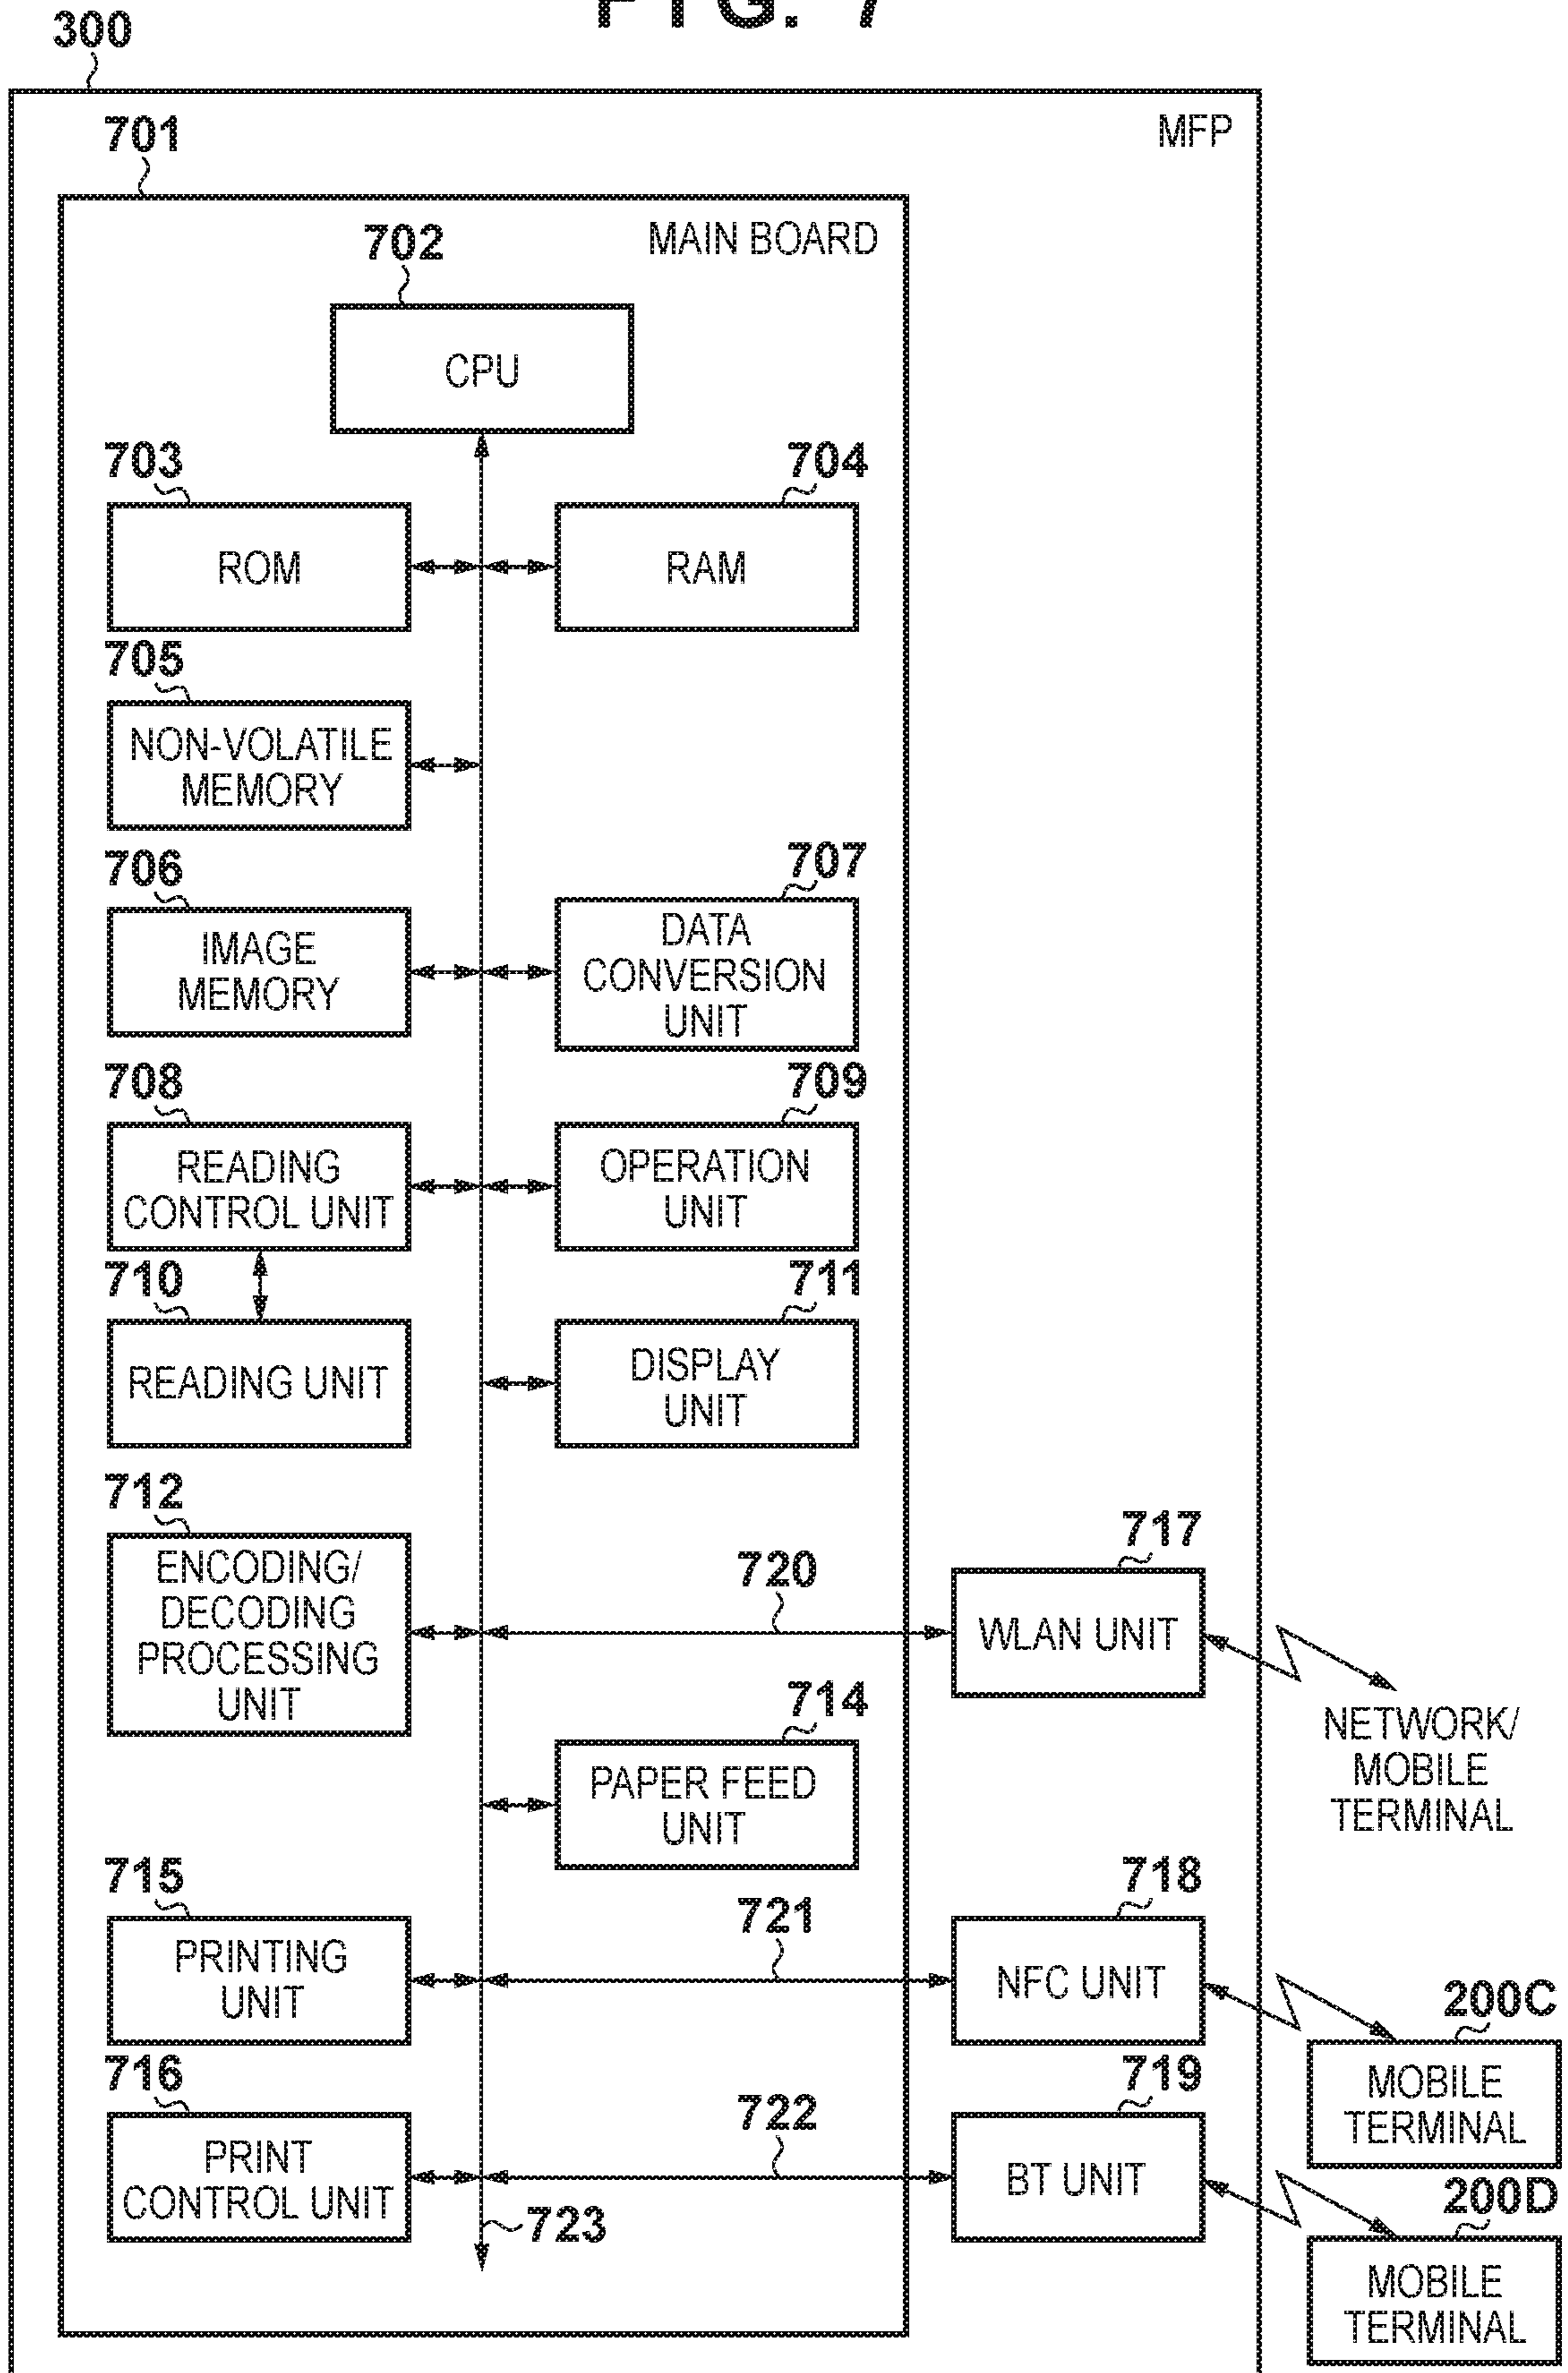 FIG. 7
300
MFP
701
MAIN BOARD
702
CPU
703
ROM
704
RAM
705
NON-VOLATILE
MEMORY
706
IMAGE
MEMORY
707
DATA
CONVERSION
UNIT
708
READING
CONTROL UNIT
709
OPERATION
UNIT
710
READING UNIT
711
DISPLAY
UNIT
712
ENCODING/
DECODING
PROCESSING
UNIT
720
717
WLAN UNIT
NETWORK/
MOBILE
TERMINAL
714
PAPER FEED
UNIT
715
PRINTING
UNIT
721
718
NFC UNIT
200C
MOBILE
TERMINAL
716
PRINT
CONTROL UNIT
722
719
BT UNIT
200D
MOBILE
TERMINAL
723